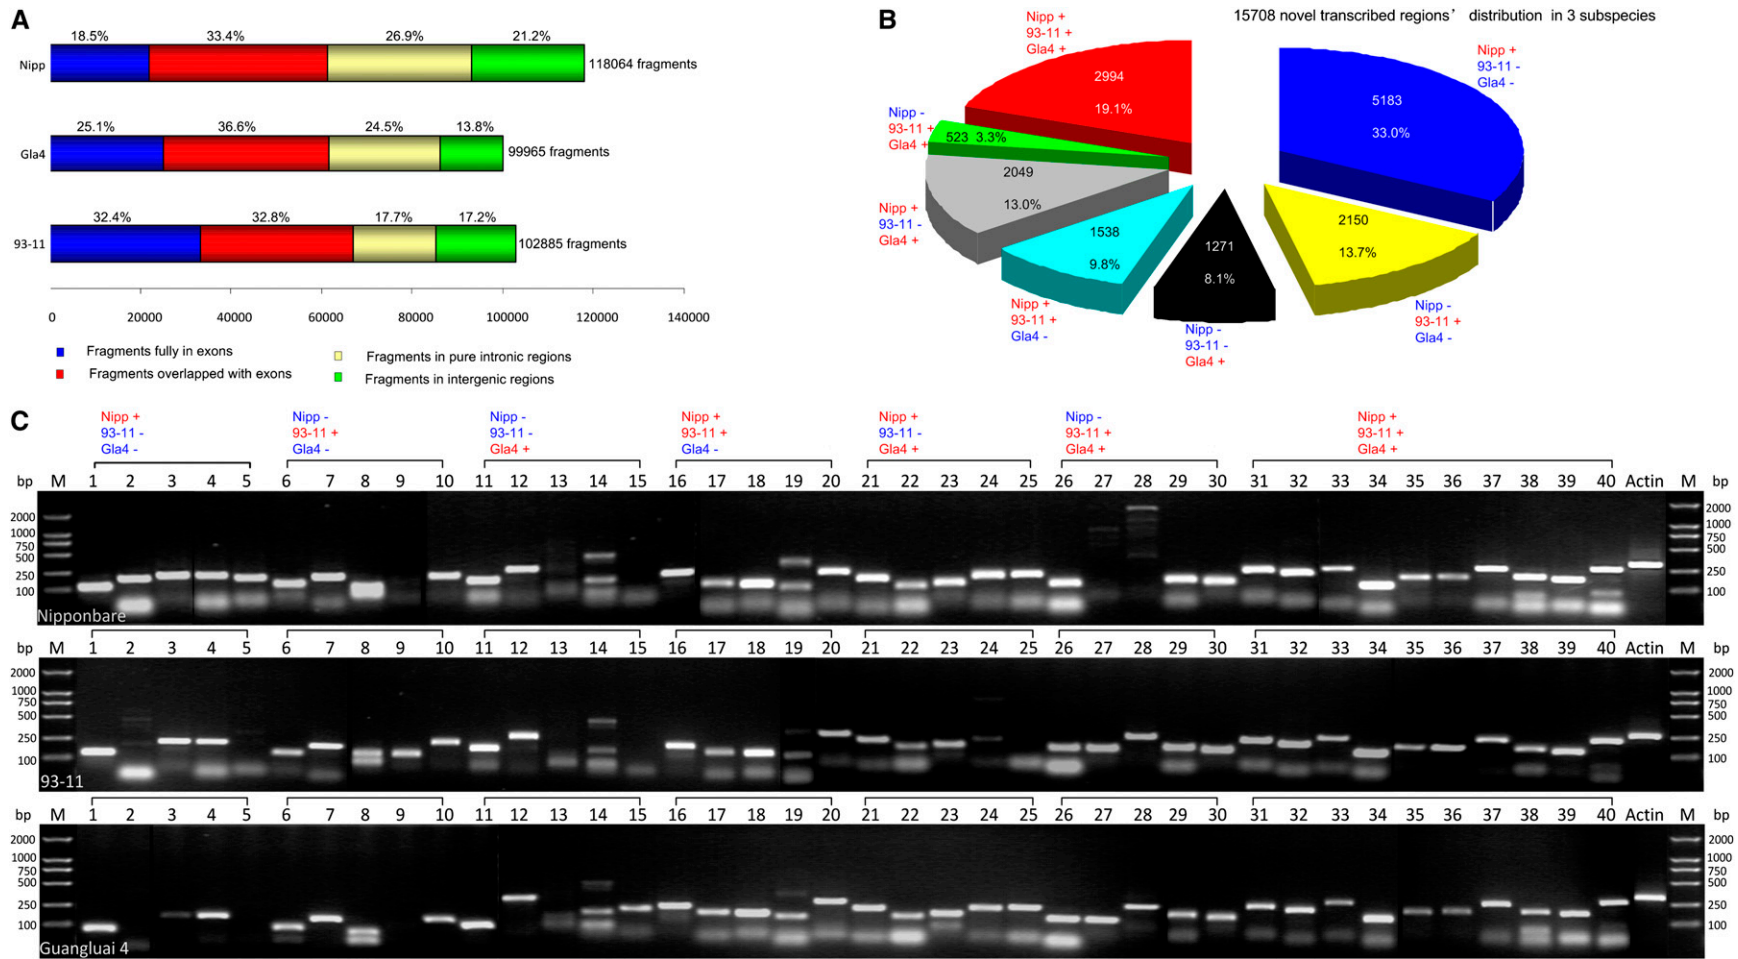 A
18.5% 33.4% 26.9% 21.2%
Nipp 118064 fragments
25.1% 36.6% 24.5% 13.8%
Gla4 99965 fragments
32.4% 32.8% 17.7% 17.2%
93-11 102885 fragments
0 20000 40000 60000 80000 100000 120000 140000
Fragments fully in exons
Fragments overlapped with exons
Fragments in pure intronic regions
Fragments in intergenic regions
B
15708 novel transcribed regions' distribution in 3 subspecies
Nipp +
93-11 +
Gla4 +
2994
19.1%
Nipp +
93-11 -
Gla4 -
5183
33.0%
Nipp -
93-11 +
Gla4 +
523 3.3%
Nipp +
93-11 -
Gla4 +
2049
13.0%
1538
9.8%
Nipp +
93-11 +
Gla4 -
1271
8.1%
Nipp -
93-11 -
Gla4 +
2150
13.7%
Nipp -
93-11 +
Gla4 -
C
Nipp + Nipp - Nipp - Nipp + Nipp + Nipp - Nipp +
93-11 - 93-11 + 93-11 - 93-11 + 93-11 - 93-11 + 93-11 +
Gla4 - Gla4 - Gla4 + Gla4 - Gla4 + Gla4 + Gla4 +
bp M 1 2 3 4 5 6 7 8 9 10 11 12 13 14 15 16 17 18 19 20 21 22 23 24 25 26 27 28 29 30 31 32 33 34 35 36 37 38 39 40 Actin M bp
2000 2000
1000 1000
750 750
500 500
250 250
100 100
Nipponbare
bp M 1 2 3 4 5 6 7 8 9 10 11 12 13 14 15 16 17 18 19 20 21 22 23 24 25 26 27 28 29 30 31 32 33 34 35 36 37 38 39 40 Actin M bp
2000 2000
1000 1000
750 750
500 500
250 250
100 100
93-11
bp M 1 2 3 4 5 6 7 8 9 10 11 12 13 14 15 16 17 18 19 20 21 22 23 24 25 26 27 28 29 30 31 32 33 34 35 36 37 38 39 40 Actin M bp
2000 2000
1000 1000
750 750
500 500
250 250
100 100
Guangluai 4